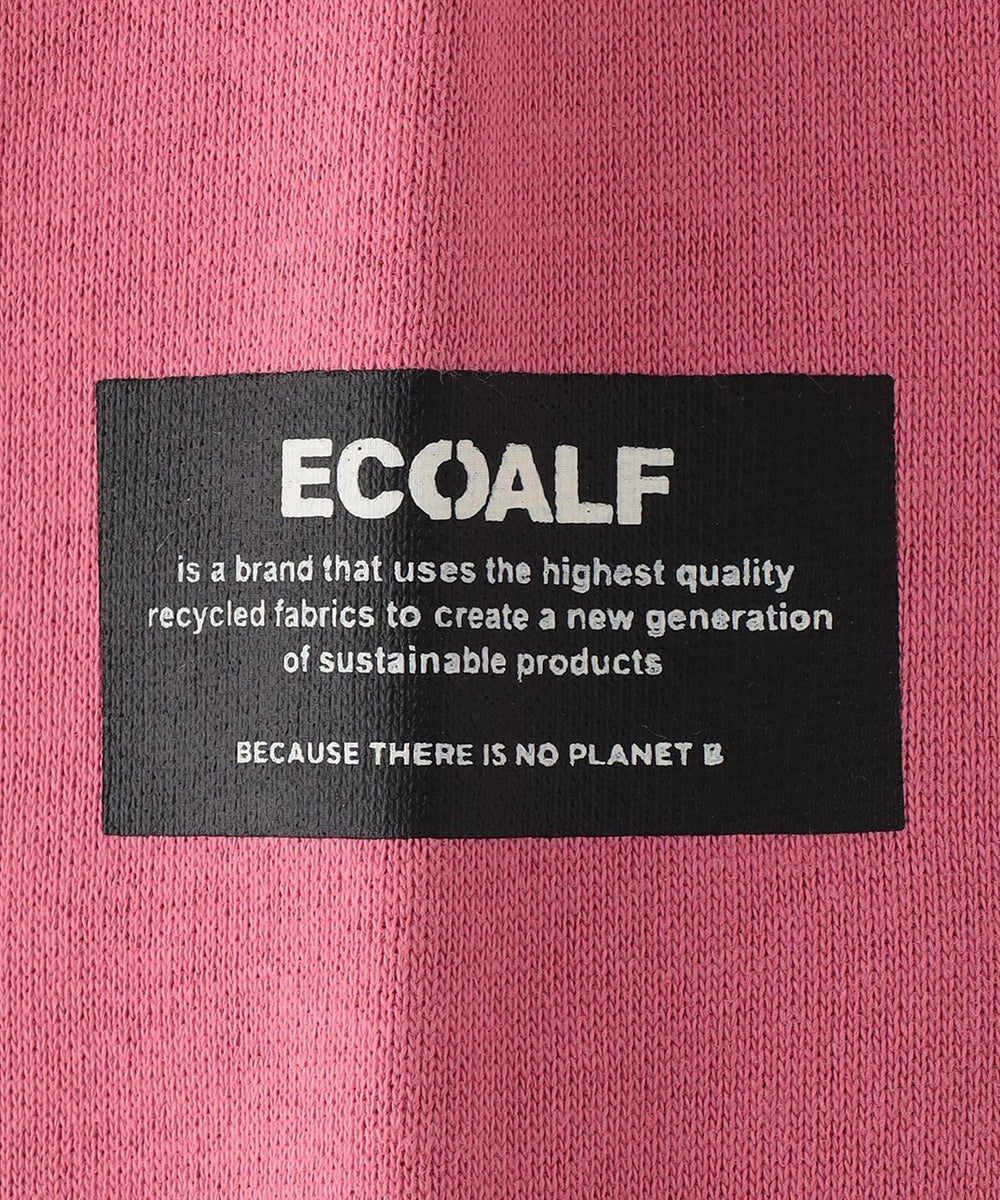 ECOALF
is a brand that uses the highest quality
recycled fabrics to create a new generation
of sustainable products
BECAUSE THERE IS NO PLANET B